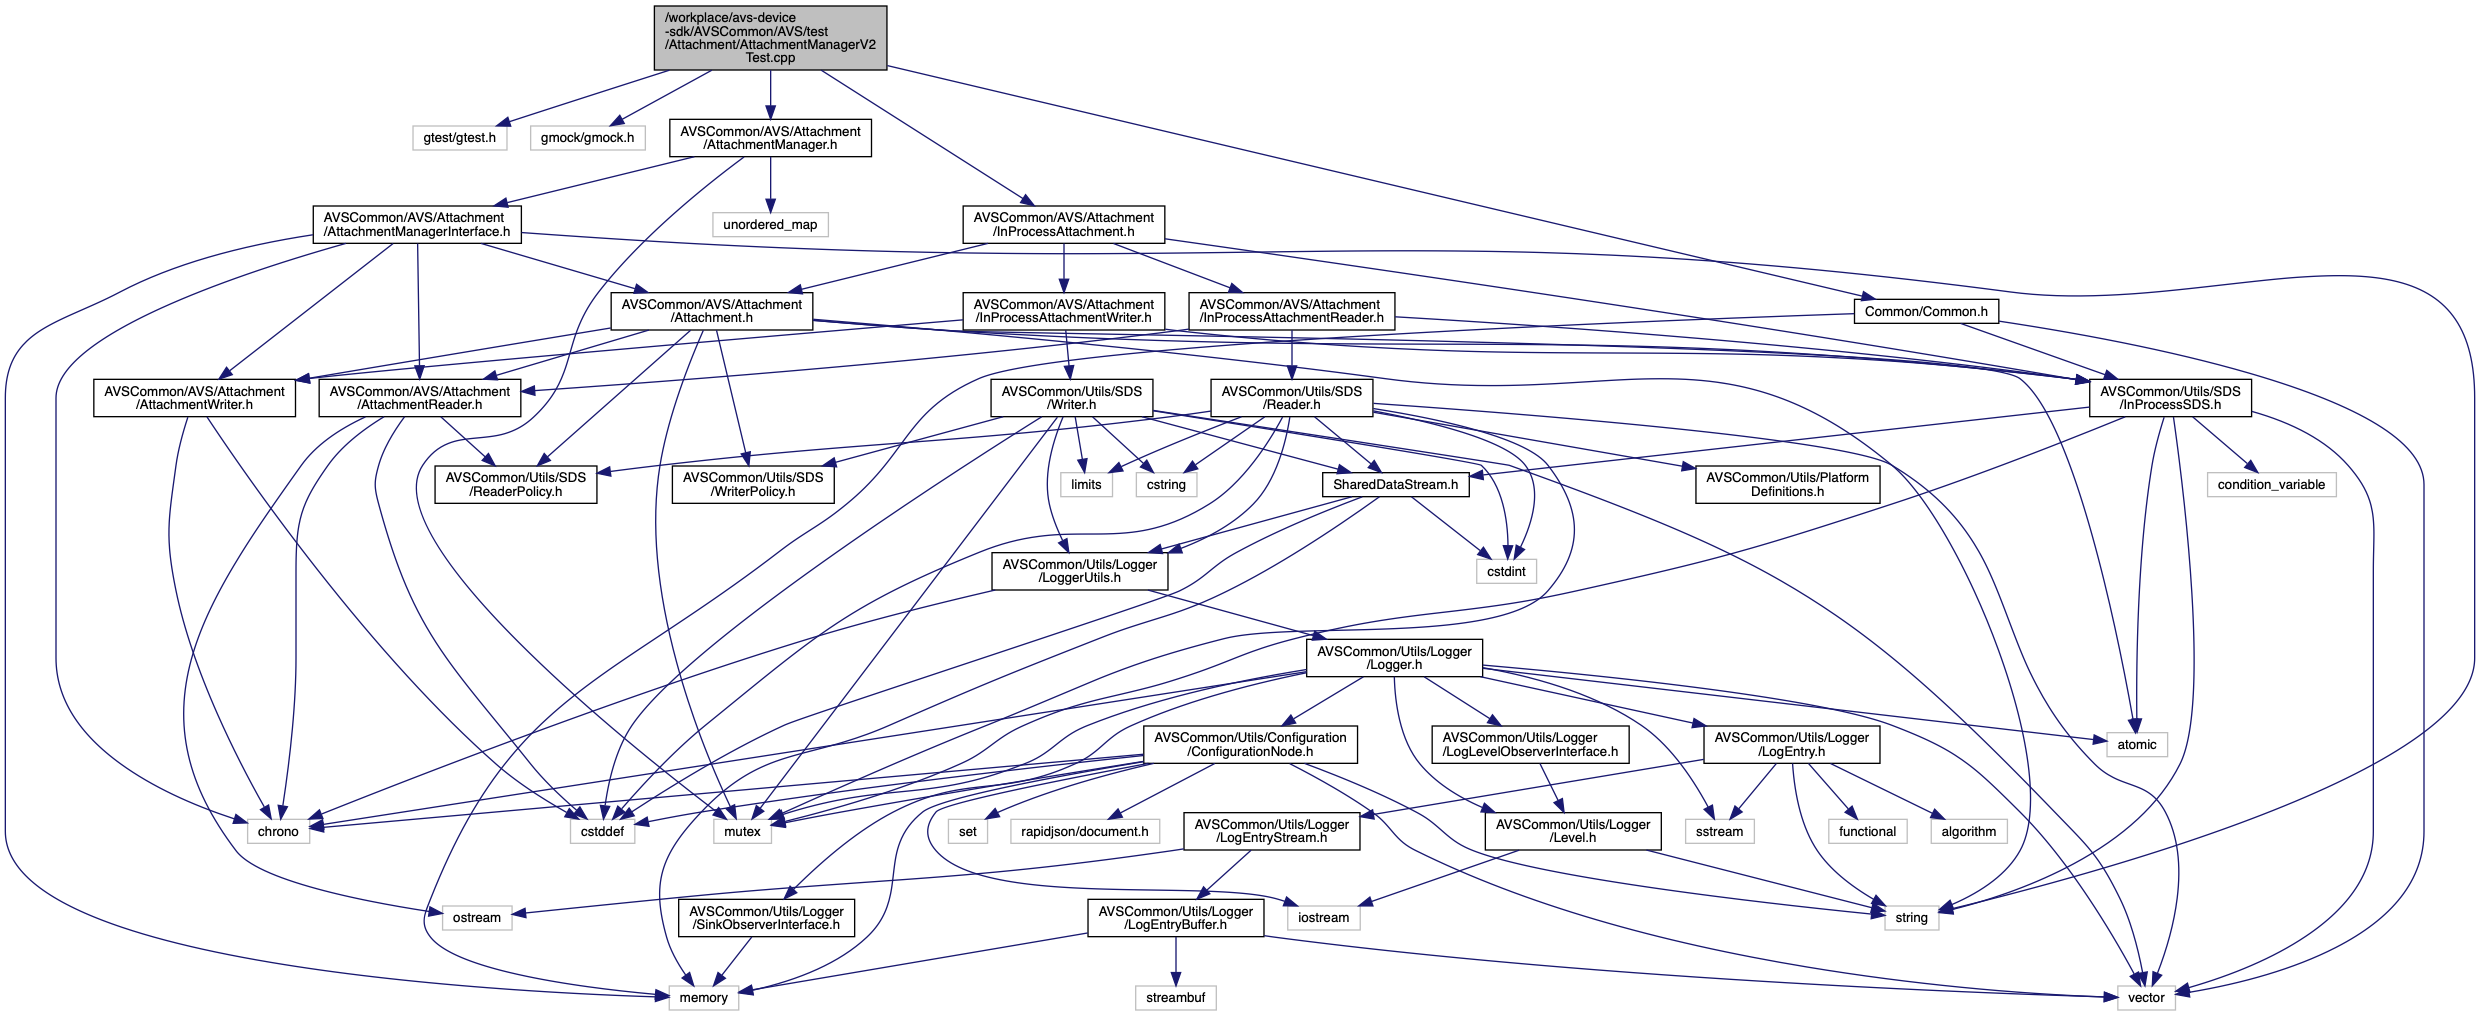 /workplace/avs-device
-sdk/AVSCommon/AVS/test
/Attachment/AttachmentManagerV2
Test.cpp
gtest/gtest.h
gmock/gmock.h
AVSCommon/AVS/Attachment
/AttachmentManager.h
AVSCommon/AVS/Attachment
/AttachmentManagerInterface.h
unordered_map
AVSCommon/AVS/Attachment
/InProcessAttachment.h
AVSCommon/AVS/Attachment
/Attachment.h
AVSCommon/AVS/Attachment
/InProcessAttachmentWriter.h
AVSCommon/AVS/Attachment
/InProcessAttachmentReader.h
Common/Common.h
AVSCommon/AVS/Attachment
/AttachmentWriter.h
AVSCommon/AVS/Attachment
/AttachmentReader.h
AVSCommon/Utils/SDS
/Writer.h
AVSCommon/Utils/SDS
/Reader.h
AVSCommon/Utils/SDS
/InProcessSDS.h
AVSCommon/Utils/SDS
/ReaderPolicy.h
AVSCommon/Utils/SDS
/WriterPolicy.h
limits
cstring
SharedDataStream.h
AVSCommon/Utils/Platform
Definitions.h
condition_variable
AVSCommon/Utils/Logger
/LoggerUtils.h
cstdint
AVSCommon/Utils/Logger
/Logger.h
AVSCommon/Utils/Configuration
/ConfigurationNode.h
AVSCommon/Utils/Logger
/LogLevelObserverInterface.h
AVSCommon/Utils/Logger
/LogEntry.h
atomic
chrono
cstddef
mutex
set
rapidjson/document.h
AVSCommon/Utils/Logger
/LogEntryStream.h
AVSCommon/Utils/Logger
/Level.h
sstream
functional
algorithm
ostream
AVSCommon/Utils/Logger
/SinkObserverInterface.h
AVSCommon/Utils/Logger
/LogEntryBuffer.h
iostream
string
memory
streambuf
vector